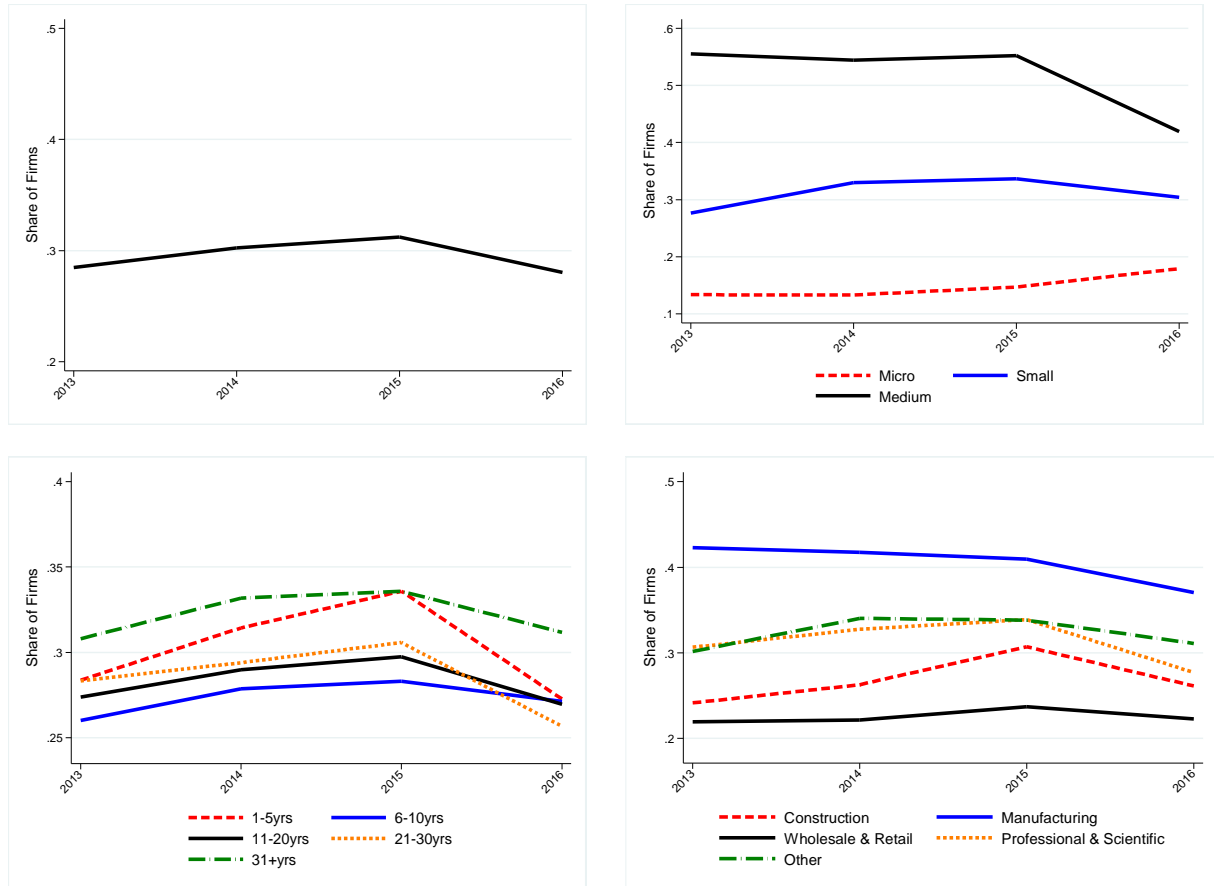 .5
.4
.3
.2
Share of Firms
2013
2014
2015
2016
.6
.5
.4
.3
.2
.1
Share of Firms
2013
2014
2015
2016
Micro
Small
Medium
.4
.35
.3
.25
Share of Firms
2013
2014
2015
2016
1-5yrs
6-10yrs
11-20yrs
21-30yrs
31+yrs
.5
.4
.3
.2
Share of Firms
2013
2014
2015
2016
Construction
Manufacturing
Wholesale & Retail
Professional & Scientific
Other